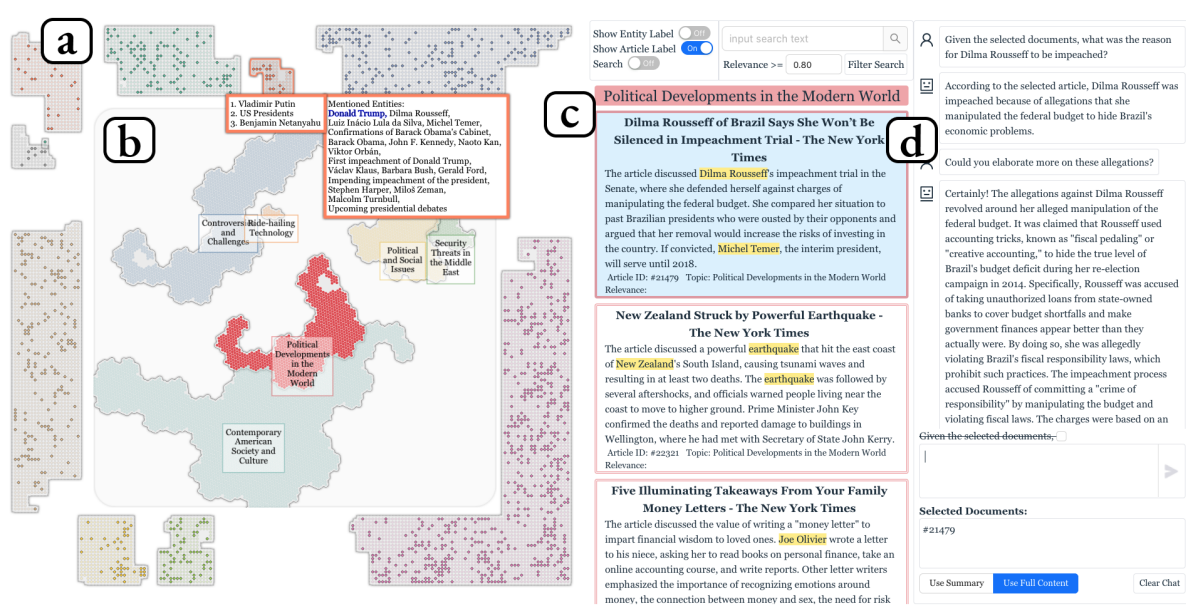 a
b
1. Vladimir Putin
2. US Presidents
3. Benjamin Netanyahu
Mentioned Entities:
Donald Trump, Dilma Rousseff,
Luiz Inácio Lula da Silva, Michel Temer,
Confirmations of Barack Obama's Cabinet,
Barack Obama, John F. Kennedy, Naoto Kan,
Viktor Orbán,
First impeachment of Donald Trump,
Václav Klaus, Barbara Bush, Gerald Ford,
Impending impeachment of the president,
Stephen Harper, Miloš Zeman,
Malcolm Turnbull,
Upcoming presidential debates
Controversies
and
Challenges
Ride-hailing
Technology
Political
and Social
Issues
Security
Threats in
the Middle
East
Political
Developments
in the
Modern
World
Contemporary
American
Society and
Culture
Show Entity Label Off
Show Article Label On
Search Off
input search text
Relevance >= 0.80 Filter Search
c
Political Developments in the Modern World
Dilma Rousseff of Brazil Says She Won't Be
Silenced in Impeachment Trial - The New York
Times
The article discussed Dilma Rousseff's impeachment trial in the
Senate, where she defended herself against charges of
manipulating the federal budget. She compared her situation to
past Brazilian presidents who were ousted by their opponents and
argued that her removal would increase the risks of investing in
the country. If convicted, Michel Temer, the interim president,
will serve until 2018.
Article ID: #21479 Topic: Political Developments in the Modern World
Relevance:
New Zealand Struck by Powerful Earthquake -
The New York Times
The article discussed a powerful earthquake that hit the east coast
of New Zealand's South Island, causing tsunami waves and
resulting in at least two deaths. The earthquake was followed by
several aftershocks, and officials warned people living near the
coast to move to higher ground. Prime Minister John Key
confirmed the deaths and reported damage to buildings in
Wellington, where he had met with Secretary of State John Kerry.
Article ID: #22321 Topic: Political Developments in the Modern World
Relevance:
Five Illuminating Takeaways From Your Family
Money Letters - The New York Times
The article discussed the value of writing a "money letter" to
impart financial wisdom to loved ones. Joe Olivier wrote a letter
to his niece, asking her to read books on personal finance, take an
online accounting course, and write reports. Other letter writers
emphasized the importance of recognizing emotions around
money, the connection between money and sex, the need for risk
d
Given the selected documents, what was the reason
for Dilma Rousseff to be impeached?
According to the selected article, Dilma Rousseff was
impeached because of allegations that she
manipulated the federal budget to hide Brazil's
economic problems.
Could you elaborate more on these allegations?
Certainly! The allegations against Dilma Rousseff
revolved around her alleged manipulation of the
federal budget. It was claimed that Rousseff used
accounting tricks, known as "fiscal pedaling" or
"creative accounting," to hide the true level of
Brazil's budget deficit during her re-election
campaign in 2014. Specifically, Rousseff was accused
of taking unauthorized loans from state-owned
banks to cover budget shortfalls and make
government finances appear better than they
actually were. By doing so, she was allegedly
violating Brazil's fiscal responsibility laws, which
prohibit such practices. The impeachment process
accused Rousseff of committing a "crime of
responsibility" by manipulating the budget and
violating fiscal laws. The charges were based on an
Given the selected documents,
Selected Documents:
#21479
Use Summary Use Full Content Clear Chat